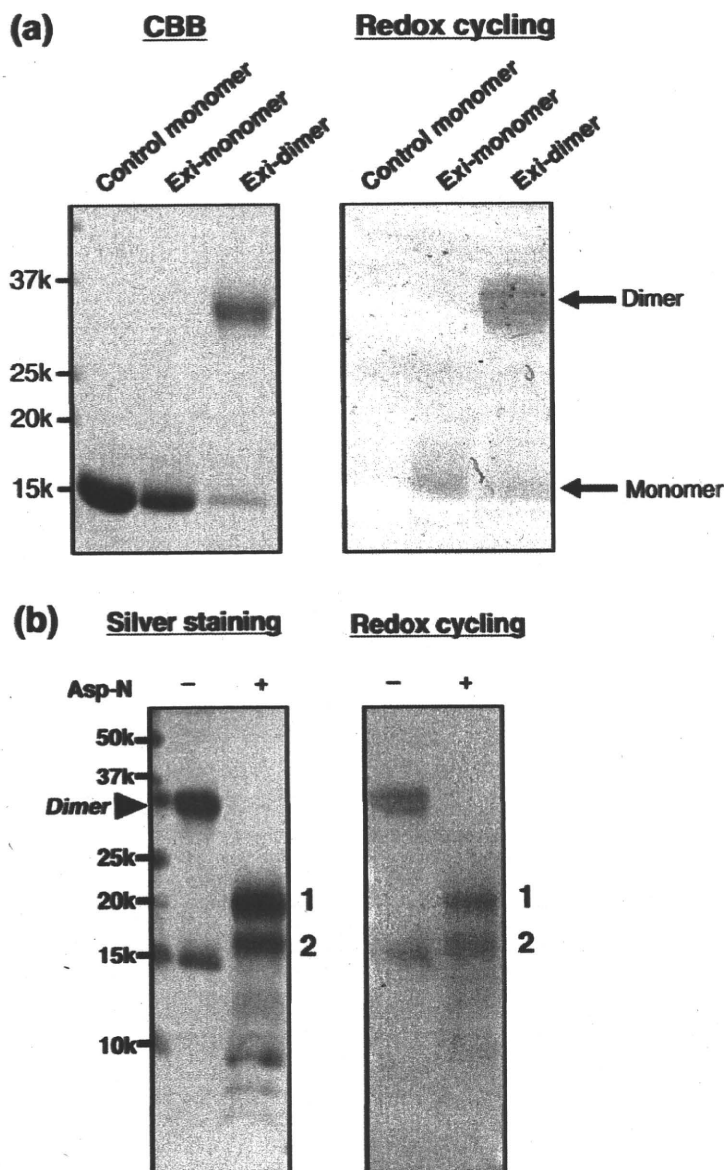 (a) CBB Redox cycling
Control monomer
Exi-monomer
Exi-dimer
Control monomer
Exi-monomer
Exi-dimer
37k
25k
20k
15k
Dimer
Monomer
(b) Silver staining Redox cycling
Asp-N − + − +
50k
37k
Dimer
25k
20k 1 1
2 2
15k
10k